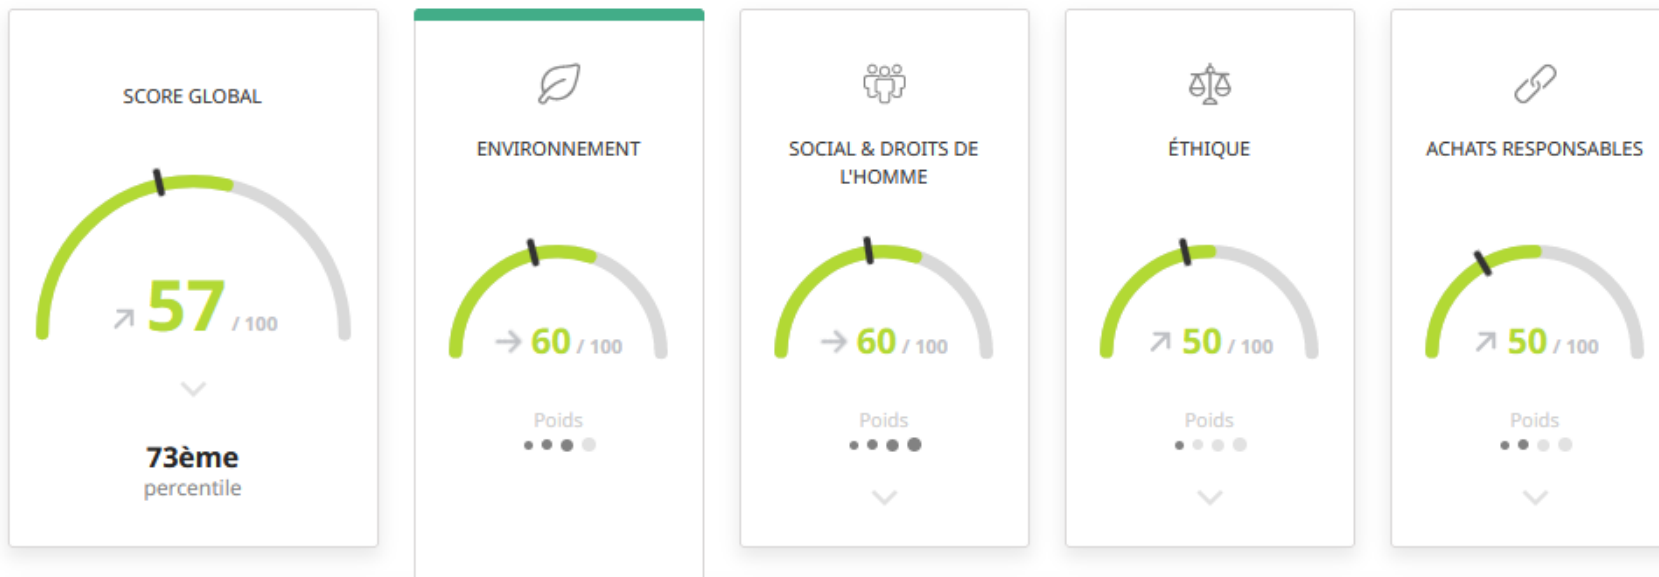 SCORE GLOBAL
57 / 100
73ème
percentile
ENVIRONNEMENT
60 / 100
Poids
SOCIAL & DROITS DE
L'HOMME
60 / 100
Poids
ÉTHIQUE
50 / 100
Poids
ACHATS RESPONSABLES
50 / 100
Poids